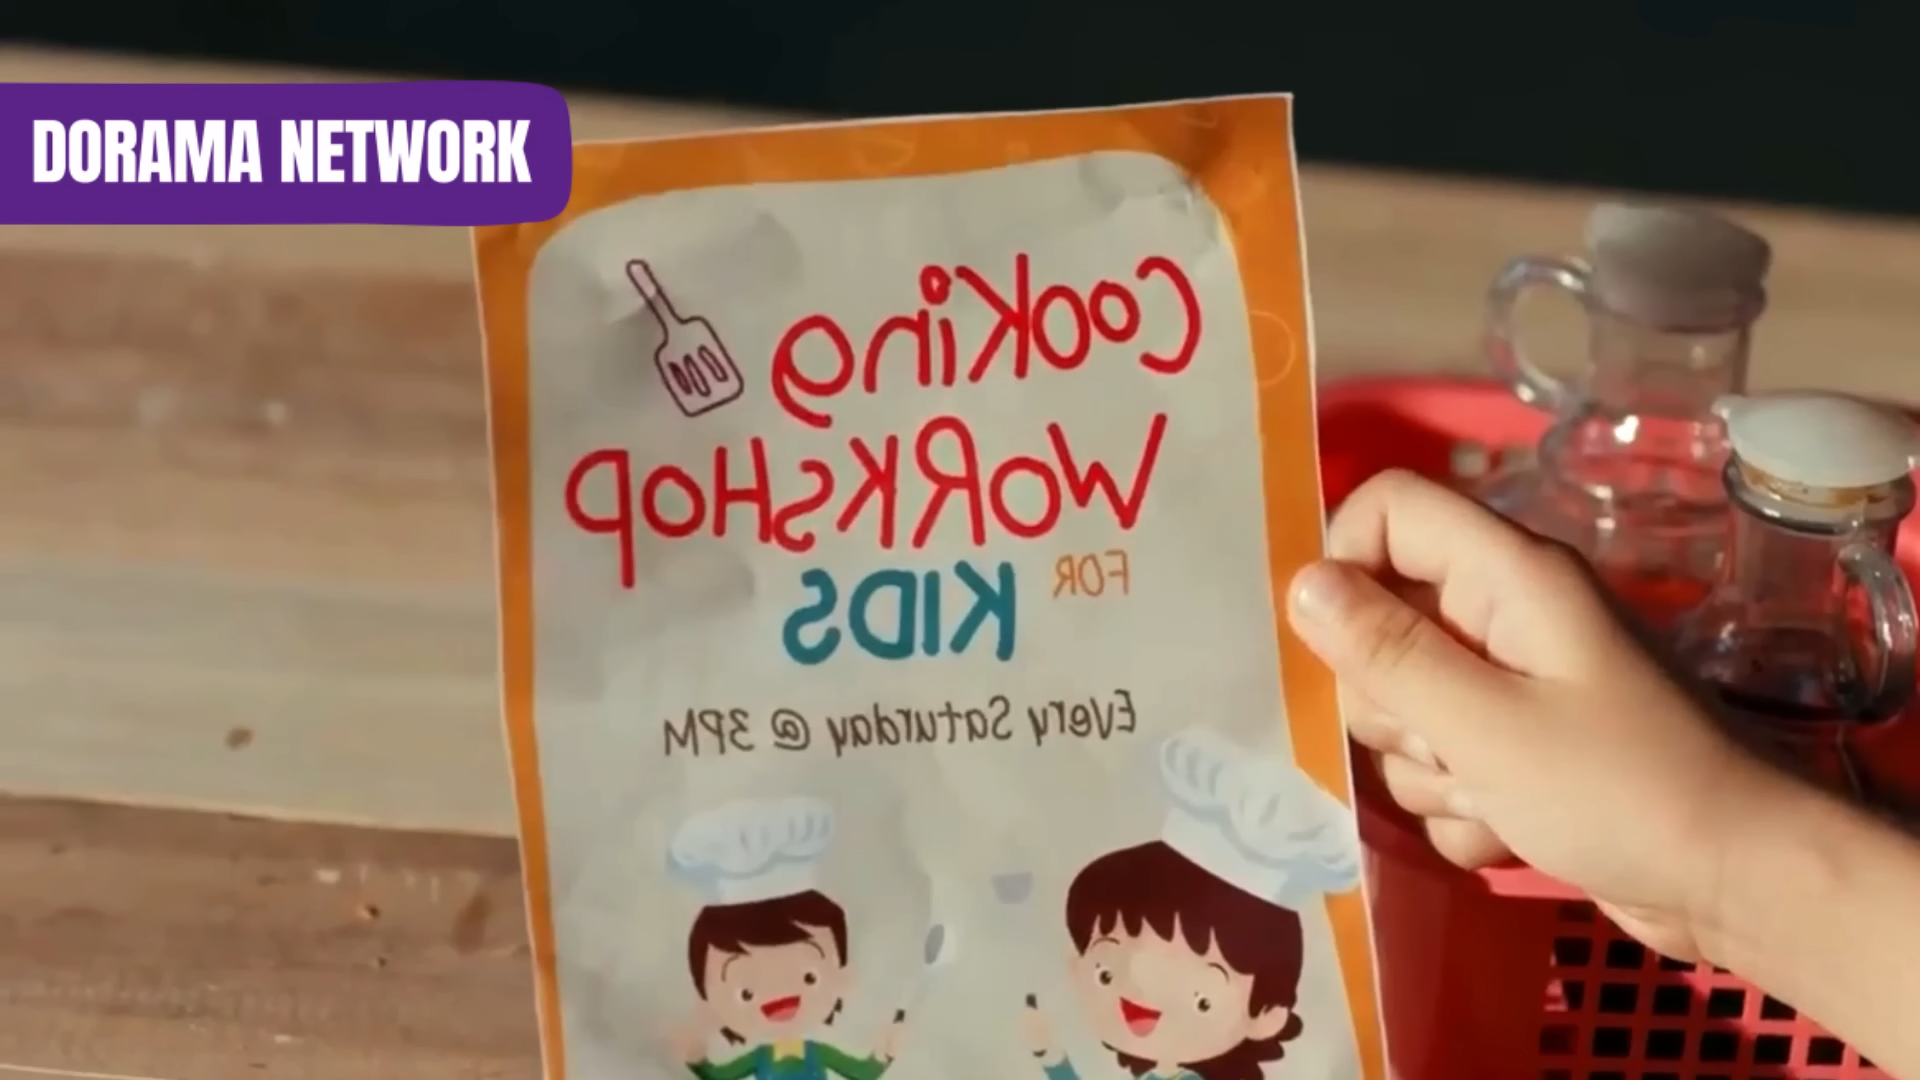 DORAMA NETWORK
Cooking
WORKSHOP
FOR
KIDS
Every Saturday @ 3PM